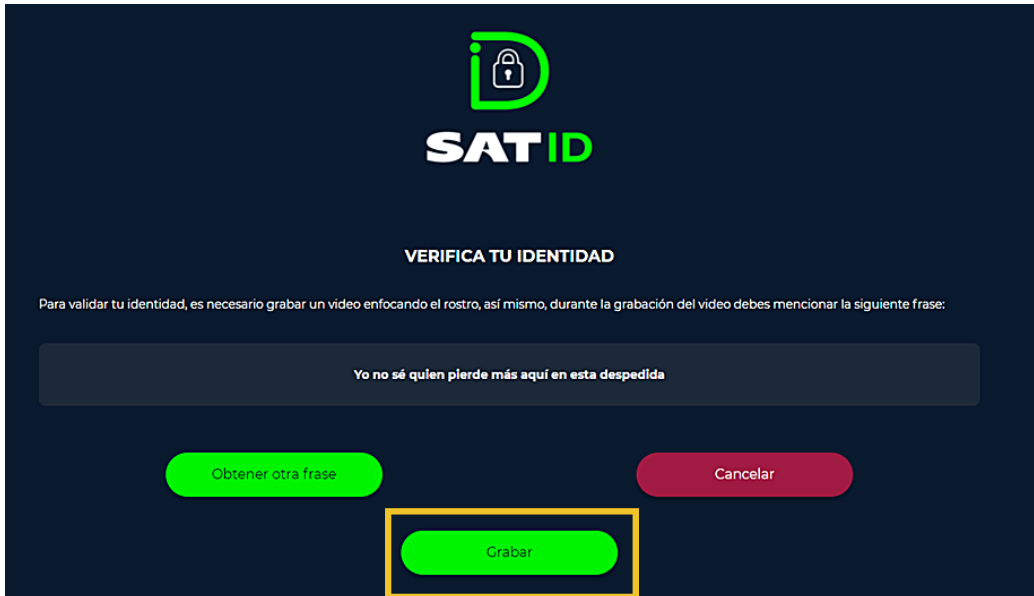 SAT ID
VERIFICA TU IDENTIDAD
Para validar tu identidad, es necesario grabar un video enfocando el rostro, así mismo, durante la grabación del video debes mencionar la siguiente frase:
Yo no sé quien pierde más aquí en esta despedida
Obtener otra frase
Cancelar
Grabar